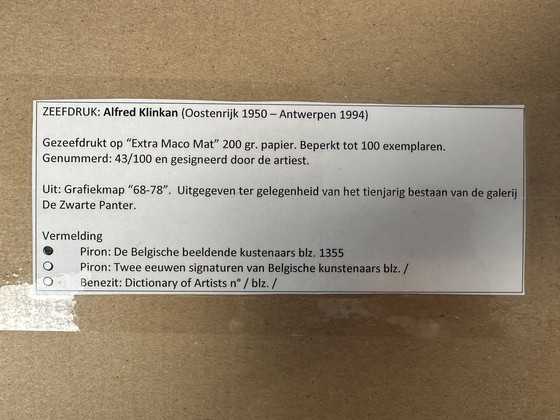 ZEEFDRUK: Alfred Klinkan (Oostenrijk 1950 – Antwerpen 1994)
Gezeefdrukt op “Extra Maco Mat” 200 gr. papier. Beperkt tot 100 exemplaren.
Genummerd: 43/100 en gesigneerd door de artiest.
Uit: Grafiekmap “68-78”. Uitgegeven ter gelegenheid van het tienjarig bestaan van de galerij
De Zwarte Panter.
Vermelding
Piron: De Belgische beeldende kustenaars blz. 1355
Piron: Twee eeuwen signaturen van Belgische kunstenaars blz. /
Benezit: Dictionary of Artists n° / blz. /